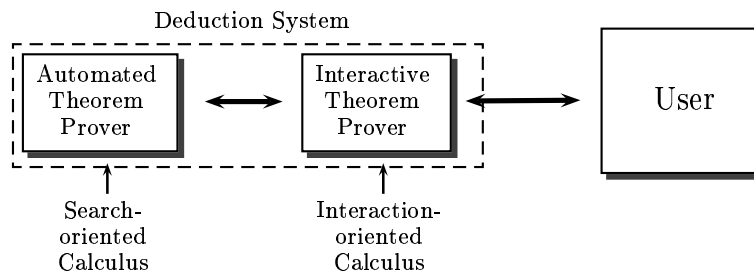 Deduction System
Automated
Theorem
Prover
Interactive
Theorem
Prover
User
Search-
oriented
Calculus
Interaction-
oriented
Calculus